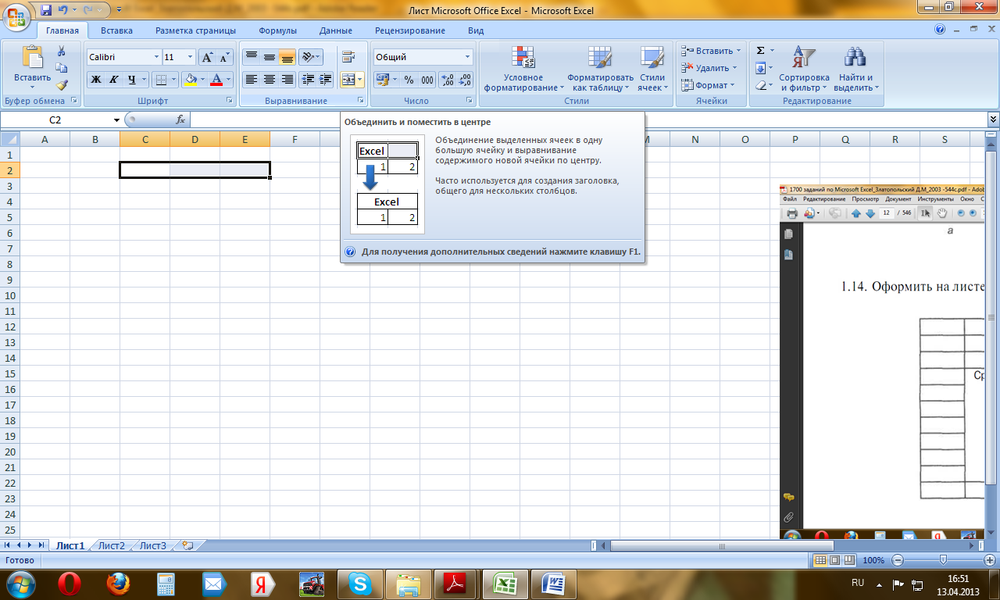 Лист Microsoft Office Excel - Microsoft Excel
Главная Вставка Разметка страницы Формулы Данные Рецензирование Вид
Calibri 11 Общий
Вставить Ж К Ч % 000 Условное форматирование Форматировать как таблицу Стили ячеек Вставить Удалить Формат Σ Сортировка и фильтр Найти и выделить
Буфер обмена Шрифт Выравнивание Число Стили Ячейки Редактирование
C2 fx
Объединить и поместить в центре
Excel
1 2
Excel
1 2
Объединение выделенных ячеек в одну
большую ячейку и выравнивание
содержимого новой ячейки по центру.
Часто используется для создания заголовка,
общего для нескольких столбцов.
Для получения дополнительных сведений нажмите клавишу F1.
A B C D E F M N O P Q R S
1
2
3
4
5
6
7
8
9
10
11
12
13
14
15
16
17
18
19
20
21
22
23
24
25
1700 заданий по Microsoft Excel_Златопольский Д.М_2003 -544с.pdf - Adob
Файл Редактирование Просмотр Документ Инструменты Окно С
12 / 546
а
1.14. Оформить на листе
Ср
Лист1 Лист2 Лист3
Готово 100%
RU 16:51
13.04.2013